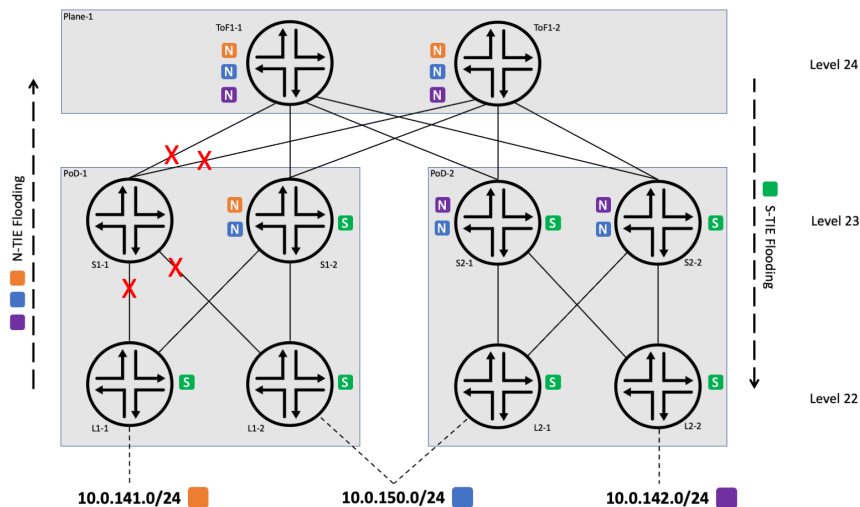 Plane-1
ToF1-1
ToF1-2
N
N
N
N
N
N
Level 24
X
X
PoD-1
PoD-2
N-TIE Flooding
S-TIE Flooding
N
N
S
N
N
S
N
N
S
Level 23
S1-1
S1-2
S2-1
S2-2
X
X
S
S
S
S
Level 22
L1-1
L1-2
L2-1
L2-2
10.0.141.0/24
10.0.150.0/24
10.0.142.0/24